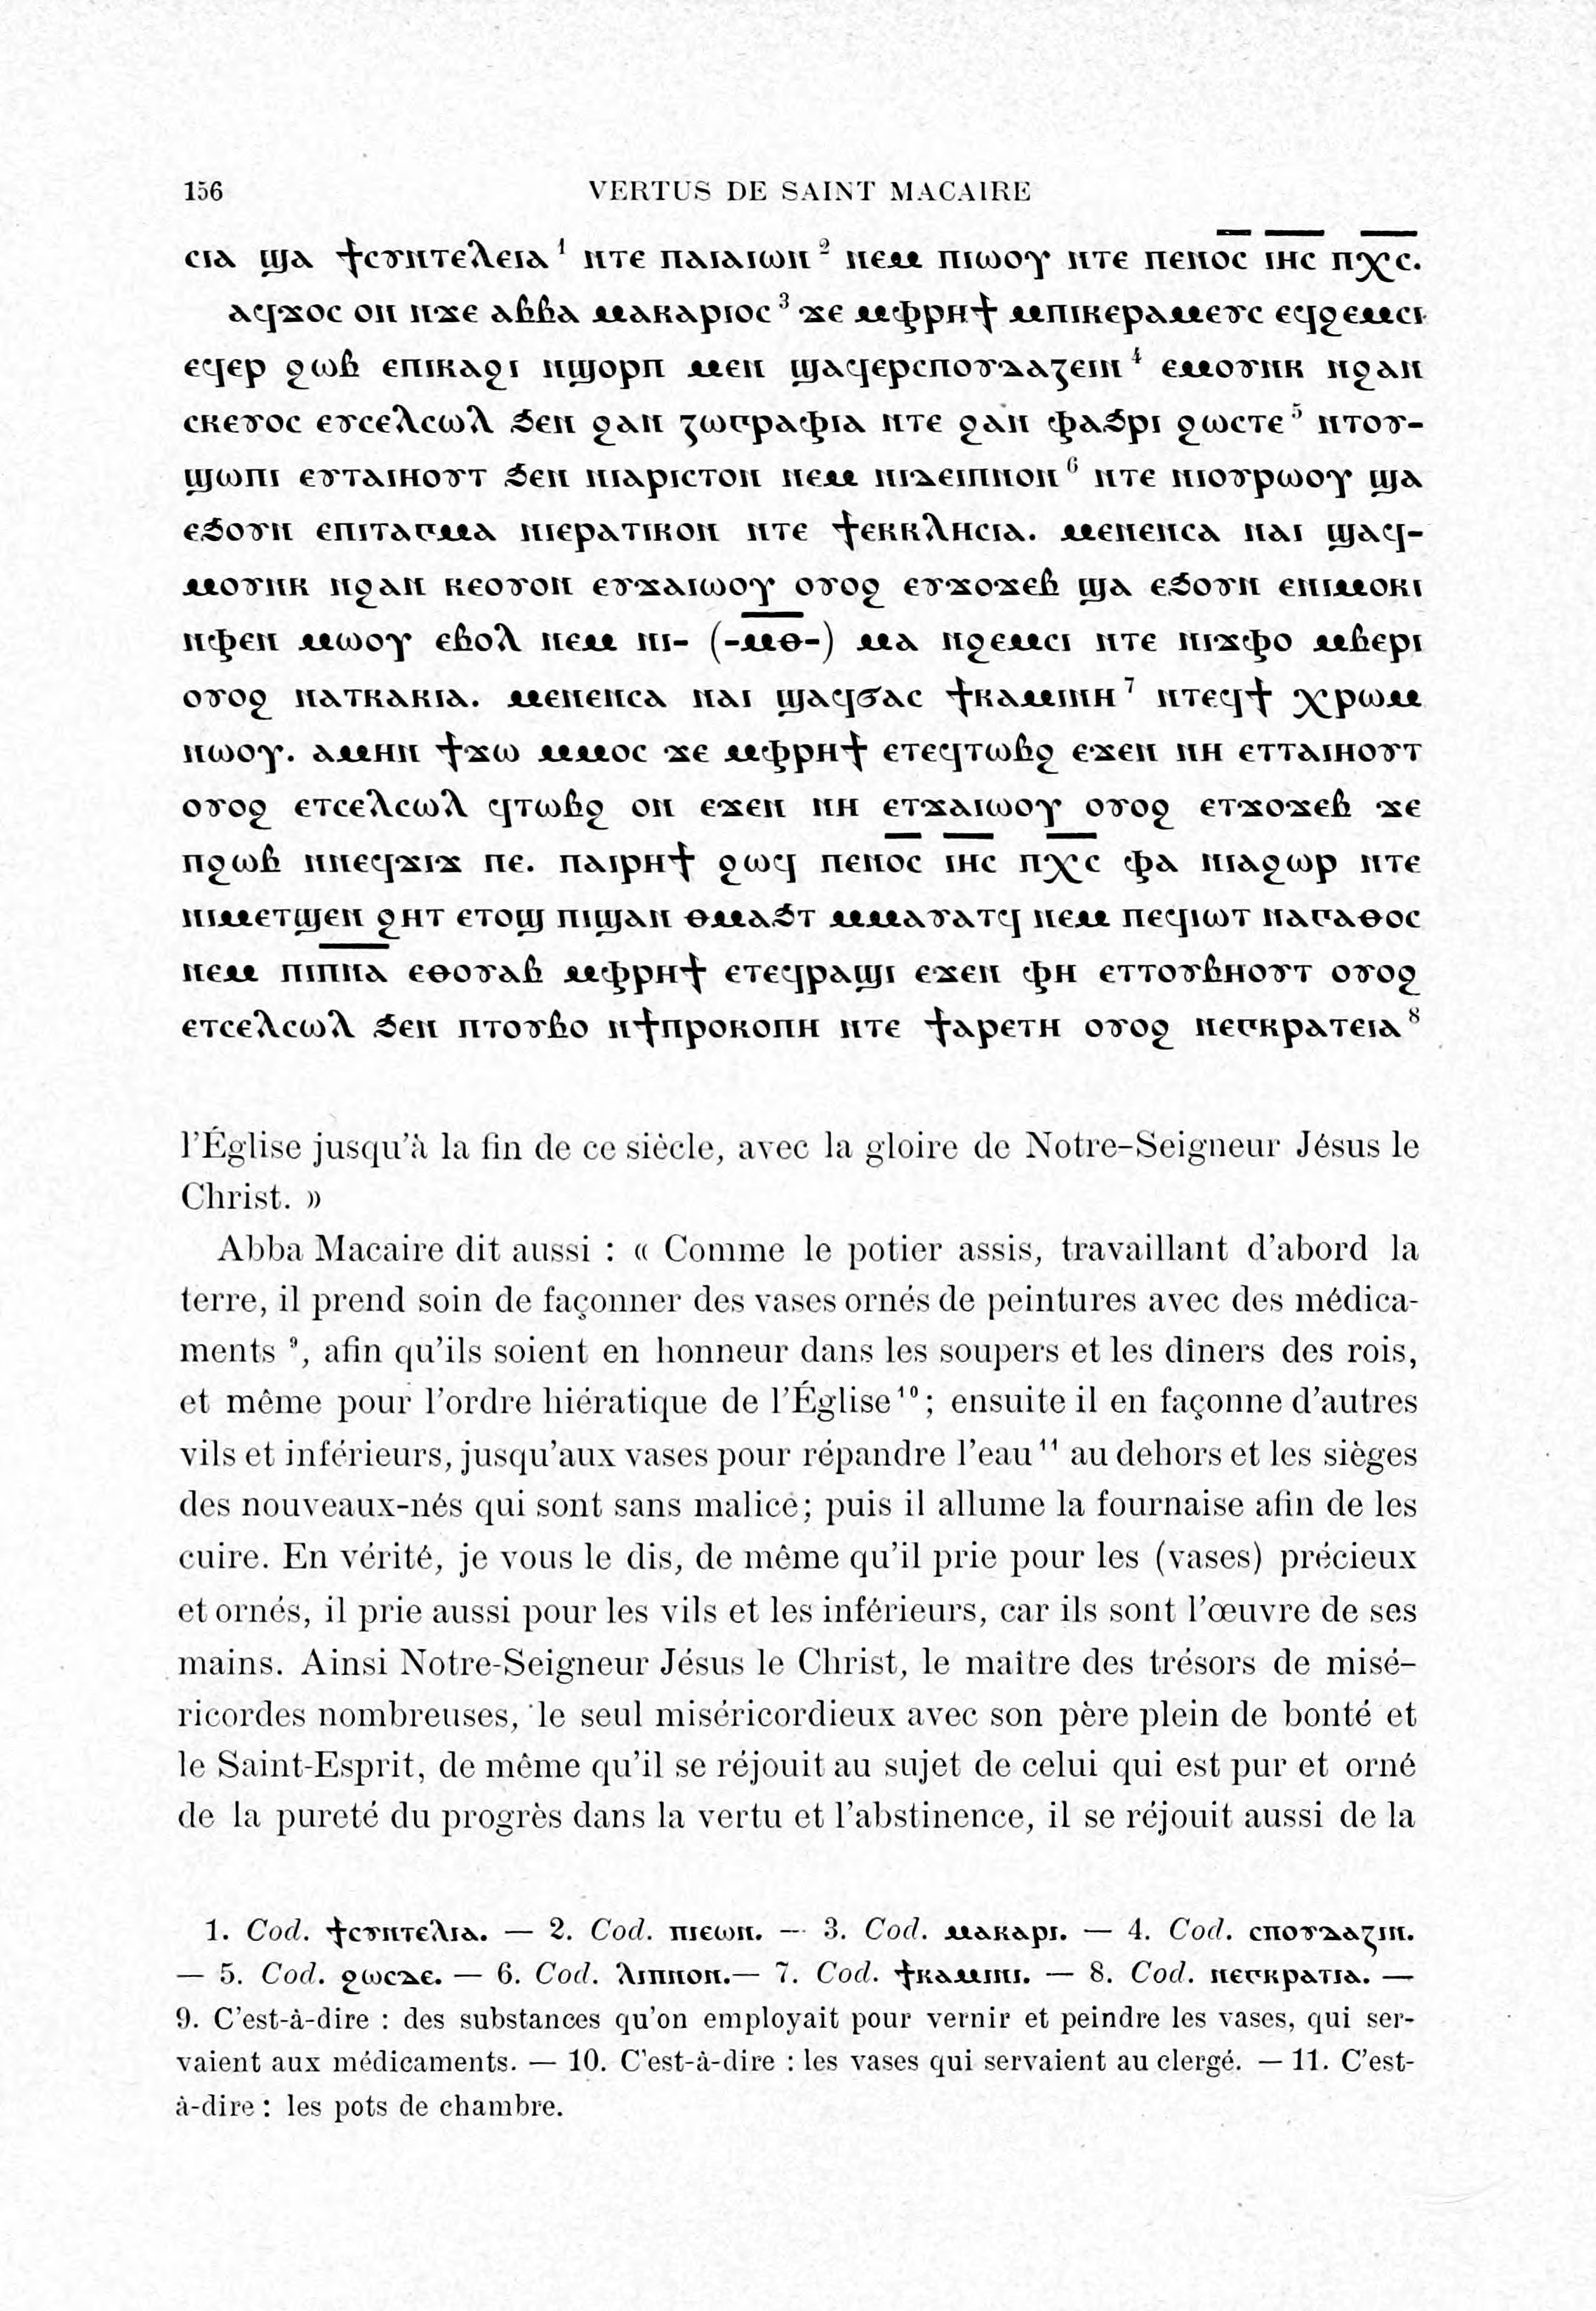 156 VERTUS DE SAINT MACAIRE
ⲥⲓⲁ ϣⲁ ϯⲥⲩⲛⲧⲉⲗⲉⲓⲁ¹ ⲛⲧⲉ ⲡⲁⲓⲁⲓⲱⲛ² ⲛⲉⲙ ⲡⲓⲱⲟⲩ ⲛⲧⲉ ⲡⲉⲛⲟ̅ⲥ̅ ⲓ̅ⲏ̅ⲥ̅ ⲡ̅ⲭ̅ⲥ̅.
ⲁϥϫⲟⲥ ⲟⲛ ⲛϫⲉ ⲁⲃⲃⲁ ⲙⲁⲕⲁⲣⲓⲟⲥ³ ϫⲉ ⲙⲫⲣⲏϯ ⲙⲡⲓⲕⲉⲣⲁⲙⲉⲩⲥ ⲉϥϩⲉⲙⲥⲓ
ⲉϥⲉⲣ ϩⲱⲃ ⲉⲡⲓⲕⲁϩⲓ ⲛϣⲟⲣⲡ ⲙⲉⲛ ϣⲁϥⲉⲣⲥⲡⲟⲩⲇⲁⲍⲉⲓⲛ⁴ ⲉⲙⲟⲩⲛⲕ ⲛϩⲁⲛ
ⲥⲕⲉⲩⲟⲥ ⲉⲩⲥⲉⲗⲥⲱⲗ ϧⲉⲛ ϩⲁⲛ ⲍⲱⲅⲣⲁⲫⲓⲁ ⲛⲧⲉ ϩⲁⲛ ⲫⲁϧⲣⲓ ϩⲱⲥⲧⲉ⁵ ⲛⲧⲟⲩ-
ϣⲱⲡⲓ ⲉⲩⲧⲁⲓⲏⲟⲩⲧ ϧⲉⲛ ⲛⲓⲁⲣⲓⲥⲧⲟⲛ ⲛⲉⲙ ⲛⲓⲇⲉⲓⲡⲛⲟⲛ⁶ ⲛⲧⲉ ⲛⲓⲟⲩⲣⲱⲟⲩ ϣⲁ
ⲉϧⲟⲩⲛ ⲉⲡⲓⲧⲁⲅⲙⲁ ⲛⲓⲉⲣⲁⲧⲓⲕⲟⲛ ⲛⲧⲉ ϯⲉⲕⲕⲗⲏⲥⲓⲁ. ⲙⲉⲛⲉⲛⲥⲁ ⲛⲁⲓ ϣⲁϥ-
ⲙⲟⲩⲛⲕ ⲛϩⲁⲛ ⲕⲉⲟⲩⲟⲛ ⲉⲩϫⲁⲓⲱⲟⲩ ⲟⲩⲟϩ ⲉⲩϫⲟϫⲉⲃ ϣⲁ ⲉϧⲟⲩⲛ ⲉⲛⲓⲙⲟⲕⲓ
ⲛⲫⲉⲛ ⲙⲱⲟⲩ ⲉⲃⲟⲗ ⲛⲉⲙ ⲛⲓ- (-ⲙ̅ⲑ̅-) ⲙⲁ ⲛϩⲉⲙⲥⲓ ⲛⲧⲉ ⲛⲓϫⲫⲟ ⲙⲃⲉⲣⲓ
ⲟⲩⲟϩ ⲛⲁⲧⲕⲁⲕⲓⲁ. ⲙⲉⲛⲉⲛⲥⲁ ⲛⲁⲓ ϣⲁϥϭⲁⲥ ϯⲕⲁⲙⲓⲛⲏ⁷ ⲛⲧⲉϥϯ ⲭⲣⲱⲙ
ⲛⲱⲟⲩ. ⲁⲙⲏⲛ ϯϫⲱ ⲙⲙⲟⲥ ϫⲉ ⲙⲫⲣⲏϯ ⲉⲧⲉϥⲧⲱⲃϩ ⲉϫⲉⲛ ⲛⲏ ⲉⲧⲧⲁⲓⲏⲟⲩⲧ
ⲟⲩⲟϩ ⲉⲧⲥⲉⲗⲥⲱⲗ ϥⲧⲱⲃϩ ⲟⲛ ⲉϫⲉⲛ ⲛⲏ ⲉⲧϫⲁⲓⲱⲟⲩ ⲟⲩⲟϩ ⲉⲧϫⲟϫⲉⲃ ϫⲉ
ⲡϩⲱⲃ ⲛⲛⲉϥϫⲓϫ ⲡⲉ. ⲡⲁⲓⲣⲏϯ ϩⲱϥ ⲡⲉⲛⲟ̅ⲥ̅ ⲓ̅ⲏ̅ⲥ̅ ⲡ̅ⲭ̅ⲥ̅ ⲫⲁ ⲛⲓⲁϩⲱⲣ ⲛⲧⲉ
ⲛⲓⲙⲉⲧϣⲉⲛ ϩⲏⲧ ⲉⲧⲟϣ ⲡⲓϣⲁⲛ ⲑⲙⲁϧⲧ ⲙⲙⲁⲩⲁⲧϥ ⲛⲉⲙ ⲡⲉϥⲓⲱⲧ ⲛⲁⲅⲁⲑⲟⲥ
ⲛⲉⲙ ⲡⲓⲡ̅ⲛ̅ⲁ̅ ⲉⲑⲟⲩⲁⲃ ⲙⲫⲣⲏϯ ⲉⲧⲉϥⲣⲁϣⲓ ⲉϫⲉⲛ ⲫⲏ ⲉⲧⲧⲟⲩⲃⲏⲟⲩⲧ ⲟⲩⲟϩ
ⲉⲧⲥⲉⲗⲥⲱⲗ ϧⲉⲛ ⲡⲧⲟⲩⲃⲟ ⲛϯⲡⲣⲟⲕⲟⲡⲏ ⲛⲧⲉ ϯⲁⲣⲉⲧⲏ ⲟⲩⲟϩ ⲛⲉⲅⲕⲣⲁⲧⲉⲓⲁ⁸
l'Église jusqu'à la fin de ce siècle, avec la gloire de Notre-Seigneur Jésus le
Christ. »
Abba Macaire dit aussi : « Comme le potier assis, travaillant d'abord la
terre, il prend soin de façonner des vases ornés de peintures avec des médica-
ments ⁹, afin qu'ils soient en honneur dans les soupers et les dîners des rois,
et même pour l'ordre hiératique de l'Église¹⁰; ensuite il en façonne d'autres
vils et inférieurs, jusqu'aux vases pour répandre l'eau¹¹ au dehors et les sièges
des nouveaux-nés qui sont sans malice; puis il allume la fournaise afin de les
cuire. En vérité, je vous le dis, de même qu'il prie pour les (vases) précieux
et ornés, il prie aussi pour les vils et les inférieurs, car ils sont l'œuvre de ses
mains. Ainsi Notre-Seigneur Jésus le Christ, le maître des trésors de misé-
ricordes nombreuses, le seul miséricordieux avec son père plein de bonté et
le Saint-Esprit, de même qu'il se réjouit au sujet de celui qui est pur et orné
de la pureté du progrès dans la vertu et l'abstinence, il se réjouit aussi de la
1. Cod. ϯⲥⲩⲛⲧⲉⲗⲓⲁ. — 2. Cod. ⲡⲓⲉⲱⲛ. — 3. Cod. ⲙⲁⲕⲁⲣⲓ. — 4. Cod. ⲥⲡⲟⲩⲇⲁⲍⲓⲛ.
— 5. Cod. ϩⲱⲥⲇⲉ. — 6. Cod. ⲗⲓⲡⲛⲟⲛ. — 7. Cod. ϯⲕⲁⲙⲓⲛⲓ. — 8. Cod. ⲛⲉⲅⲕⲣⲁⲧⲓⲁ. —
9. C'est-à-dire : des substances qu'on employait pour vernir et peindre les vases, qui ser-
vaient aux médicaments. — 10. C'est-à-dire : les vases qui servaient au clergé. — 11. C'est-
à-dire : les pots de chambre.